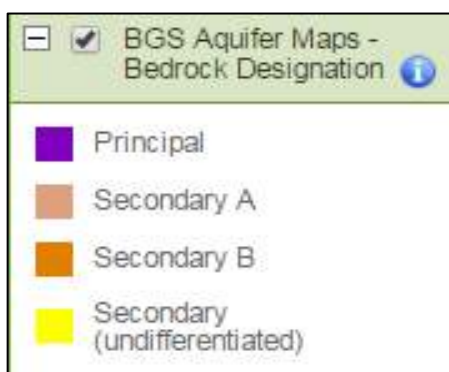 BGS Aquifer Maps -
Bedrock Designation
Principal
Secondary A
Secondary B
Secondary
(undifferentiated)